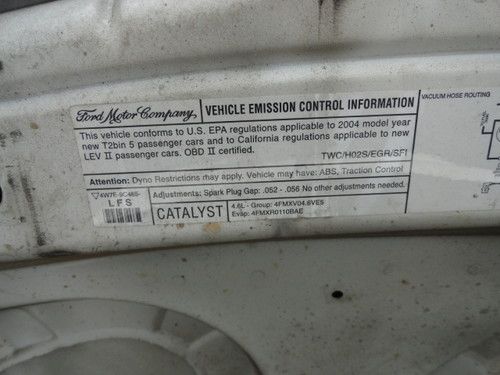 Ford Motor Company
VEHICLE EMISSION CONTROL INFORMATION
VACUUM HOSE ROUTING
This vehicle conforms to U.S. EPA regulations applicable to 2004 model year
new T2bin 5 passenger cars and to California regulations applicable to new
LEV II passenger cars. OBD II certified.
TWC/HO2S/EGR/SFI
Attention: Dyno Restrictions may Apply. Vehicle may have: ABS, Traction Control
4W7E-9C485-
LFS
Adjustments: Spark Plug Gap: .052 - .056 No other adjustments needed.
CATALYST
4.6L - Group: 4FMXV04.6VE5
Evap: 4FMXR0110BAE